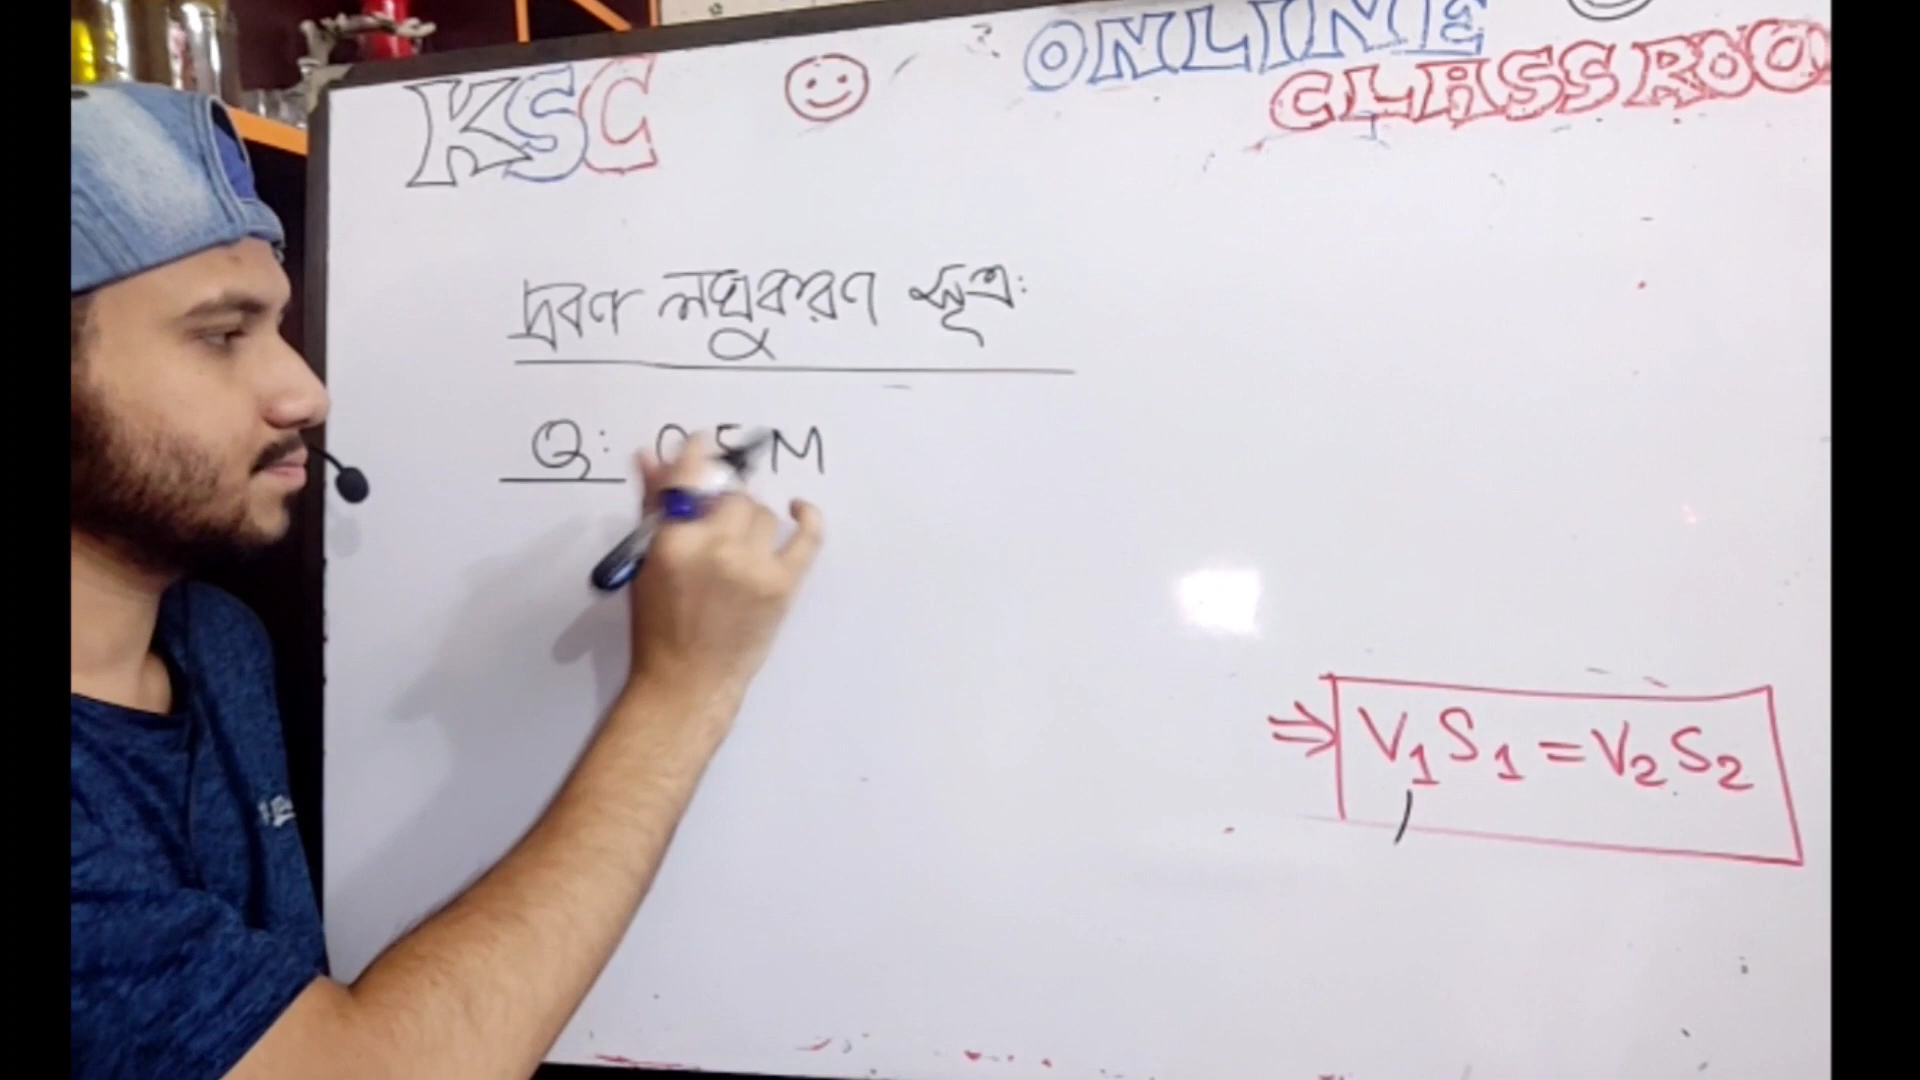 KSC
ONLINE
CLASS ROO
দ্রবণ লঘুকরণ সূত্র:
Q: M
⇒ V₁S₁ = V₂S₂